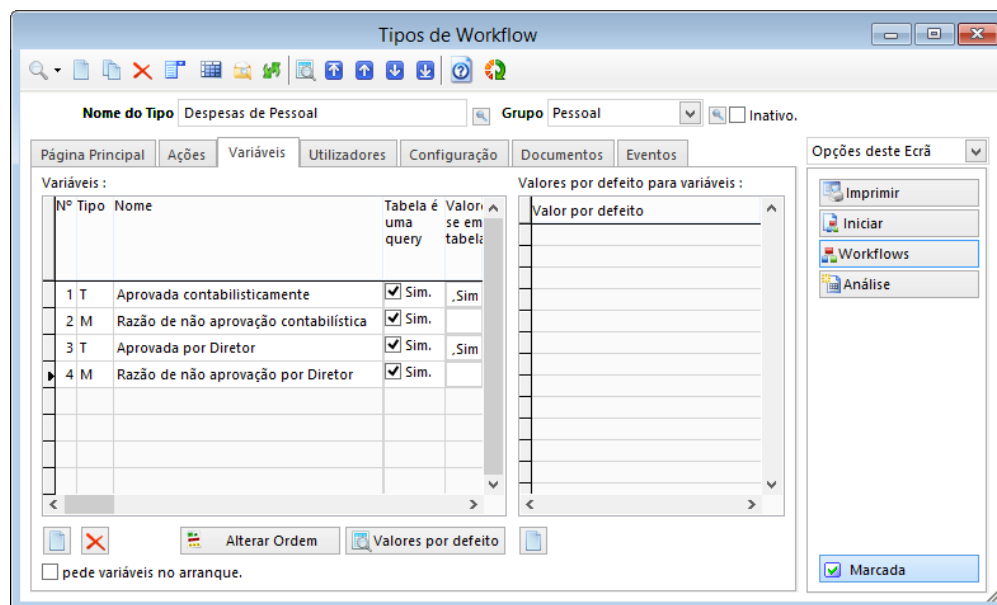 Tipos de Workflow
Nome do Tipo Despesas de Pessoal Grupo Pessoal Inativo.
Página Principal Ações Variáveis Utilizadores Configuração Documentos Eventos
Opções deste Ecrã
Variáveis :
Nº Tipo Nome Tabela é uma query Valore se em tabela
1 T Aprovada contabilisticamente Sim. ,Sim
2 M Razão de não aprovação contabilística Sim.
3 T Aprovada por Diretor Sim. ,Sim
4 M Razão de não aprovação por Diretor Sim.
Valores por defeito para variáveis :
Valor por defeito
Alterar Ordem Valores por defeito
pede variáveis no arranque.
Imprimir
Iniciar
Workflows
Análise
Marcada